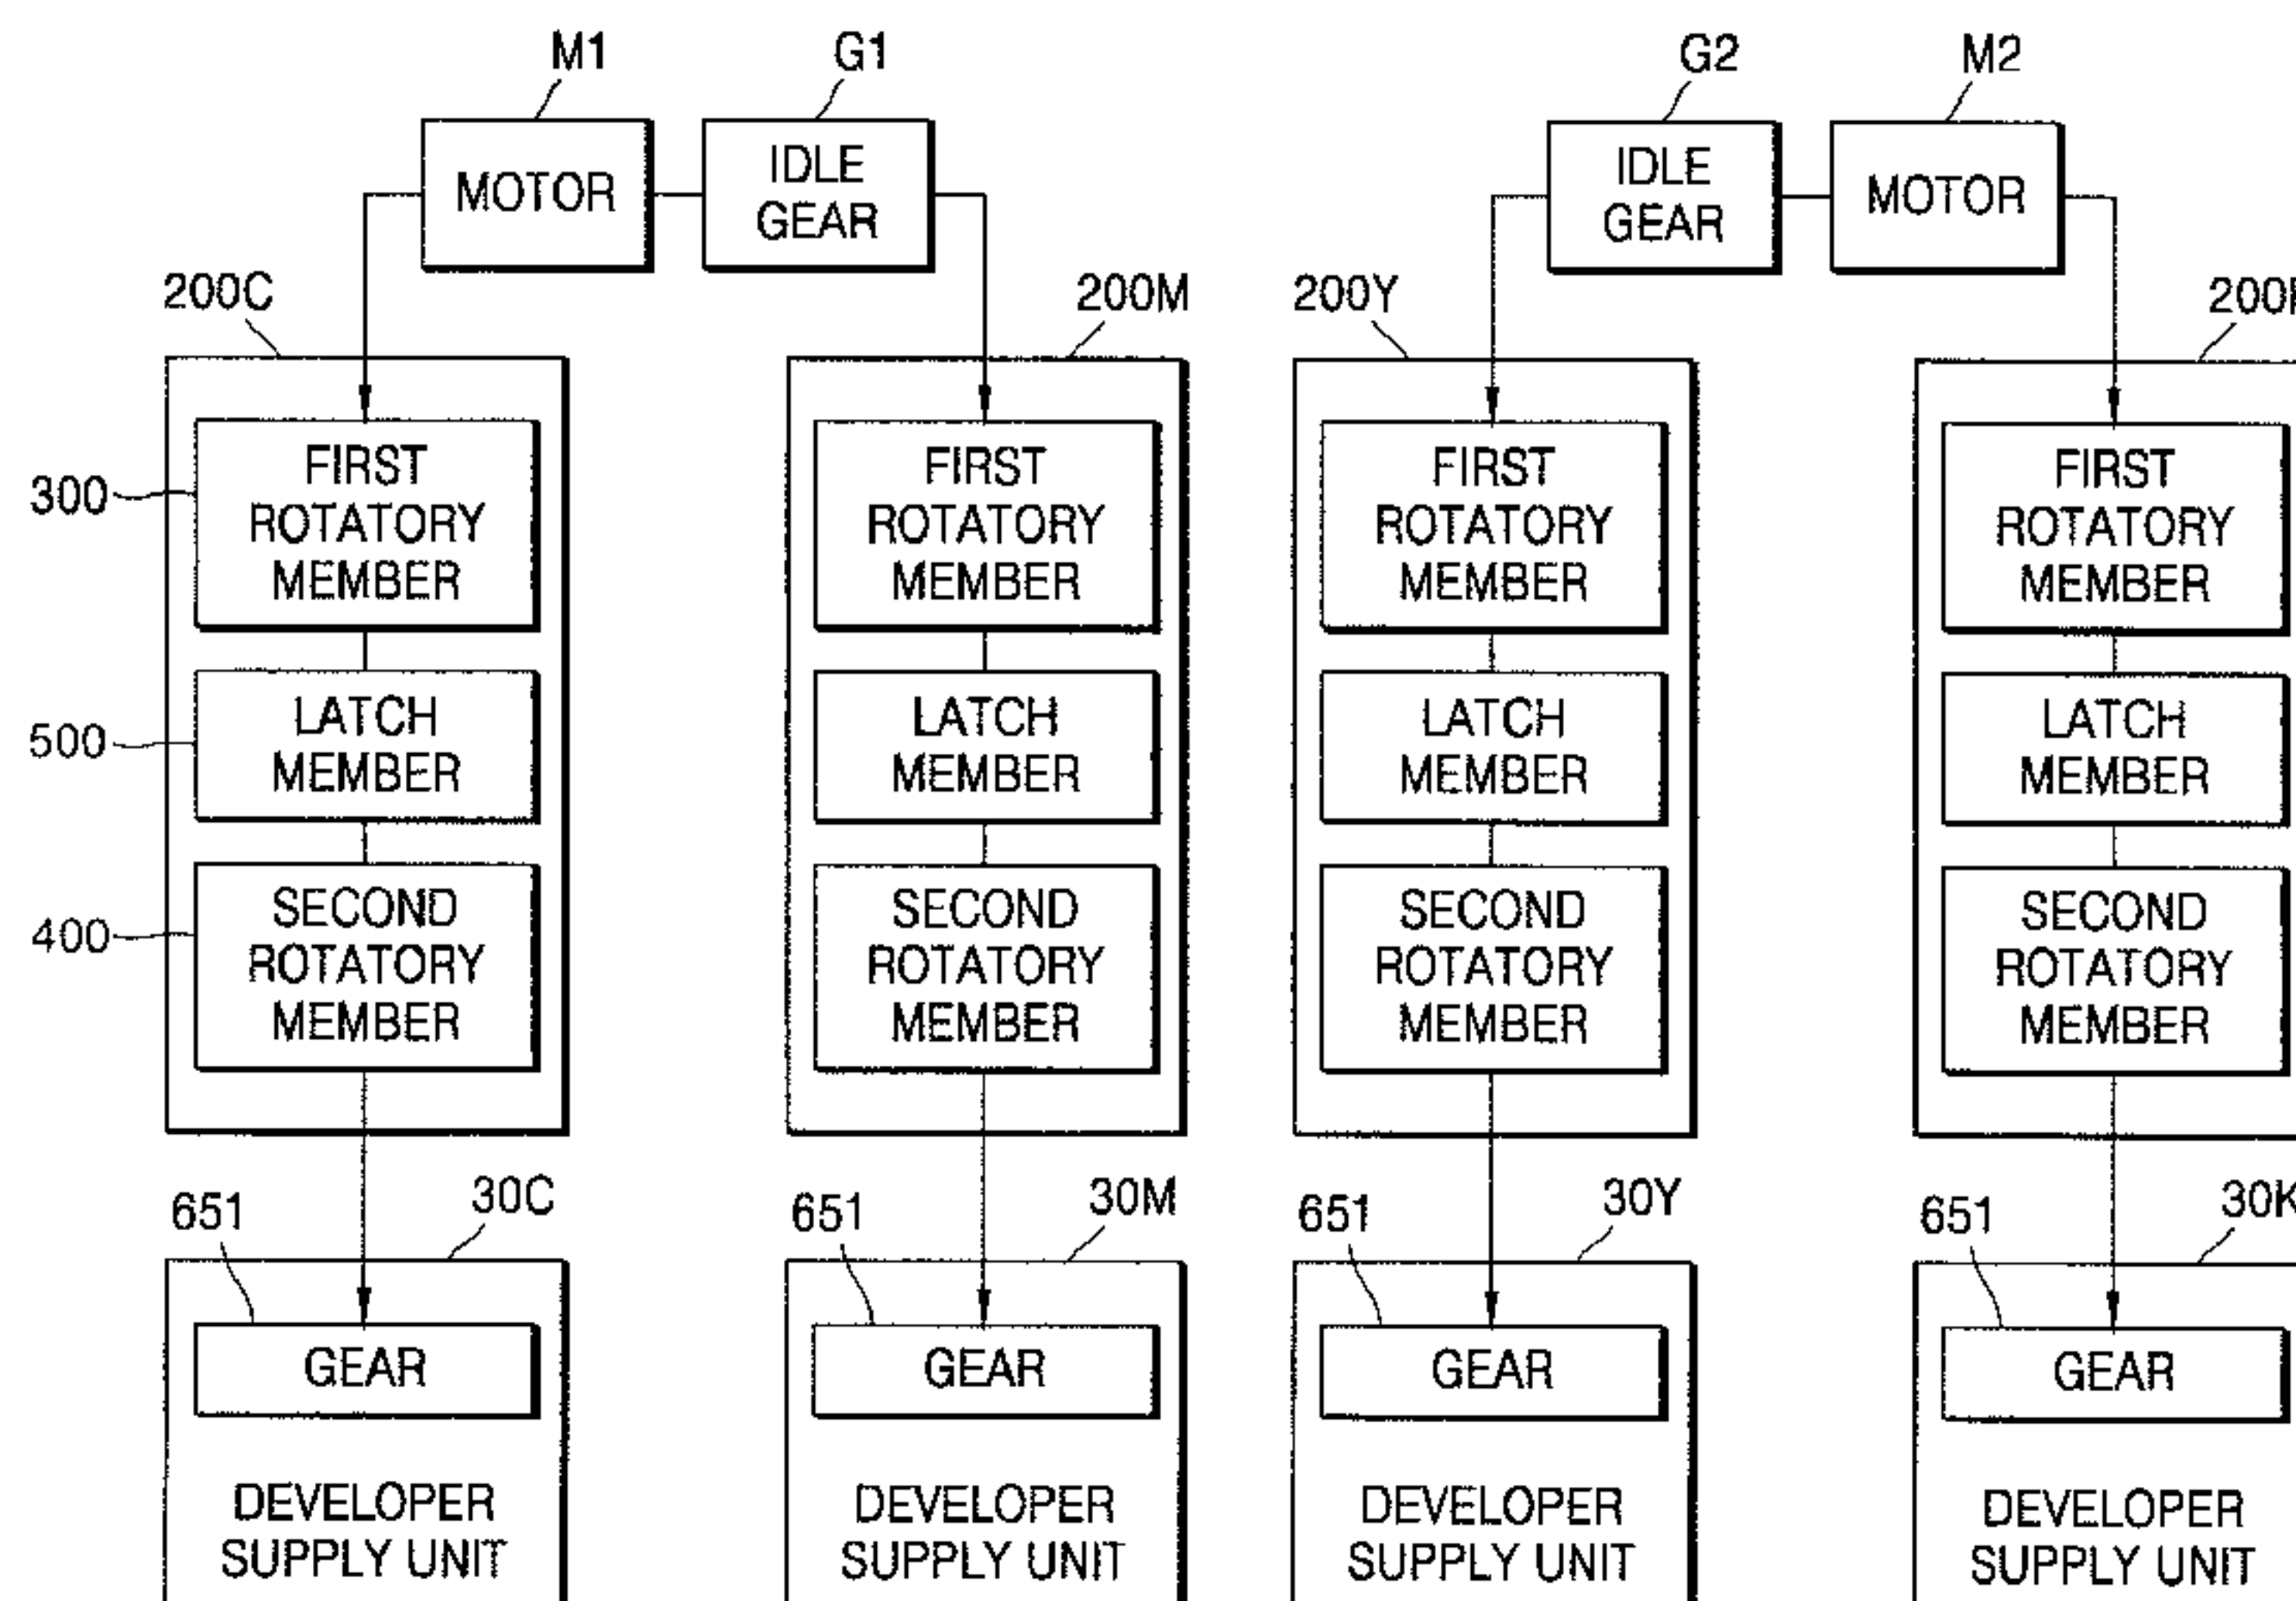 M1 G1 G2 M2
MOTOR
IDLE
GEAR
IDLE
GEAR
MOTOR
200C 200M 200Y
300
FIRST
ROTATORY
MEMBER
FIRST
ROTATORY
MEMBER
FIRST
ROTATORY
MEMBER
FIRST
ROTATORY
MEMBER
500
LATCH
MEMBER
LATCH
MEMBER
LATCH
MEMBER
LATCH
MEMBER
400
SECOND
ROTATORY
MEMBER
SECOND
ROTATORY
MEMBER
SECOND
ROTATORY
MEMBER
SECOND
ROTATORY
MEMBER
651 30C 651 30M 651 30Y 651 30K
GEAR GEAR GEAR GEAR
DEVELOPER
SUPPLY UNIT
DEVELOPER
SUPPLY UNIT
DEVELOPER
SUPPLY UNIT
DEVELOPER
SUPPLY UNIT